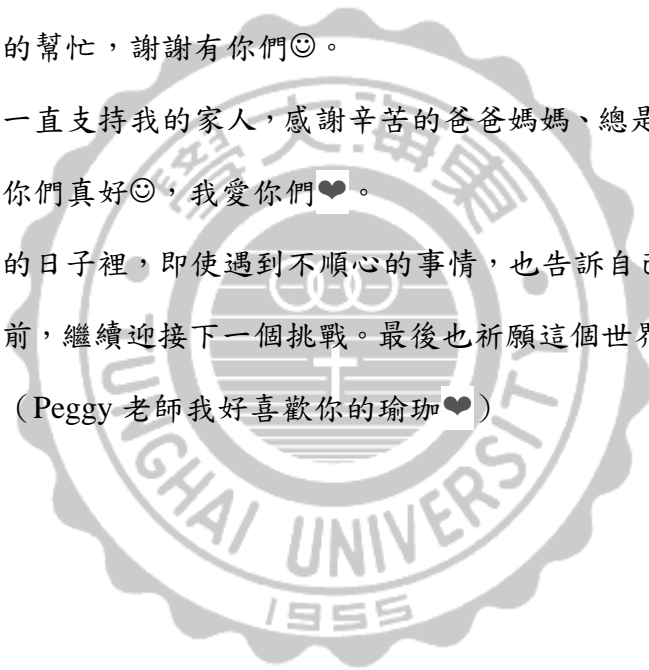 的幫忙，謝謝有你們☺。
一直支持我的家人，感謝辛苦的爸爸媽媽、總是
你們真好☺，我愛你們❤。
的日子裡，即使遇到不順心的事情，也告訴自己
前，繼續迎接下一個挑戰。最後也祈願這個世界
（Peggy 老師我好喜歡你的瑜珈❤）
學大海東
TUNGHAI UNIVERSITY
1955